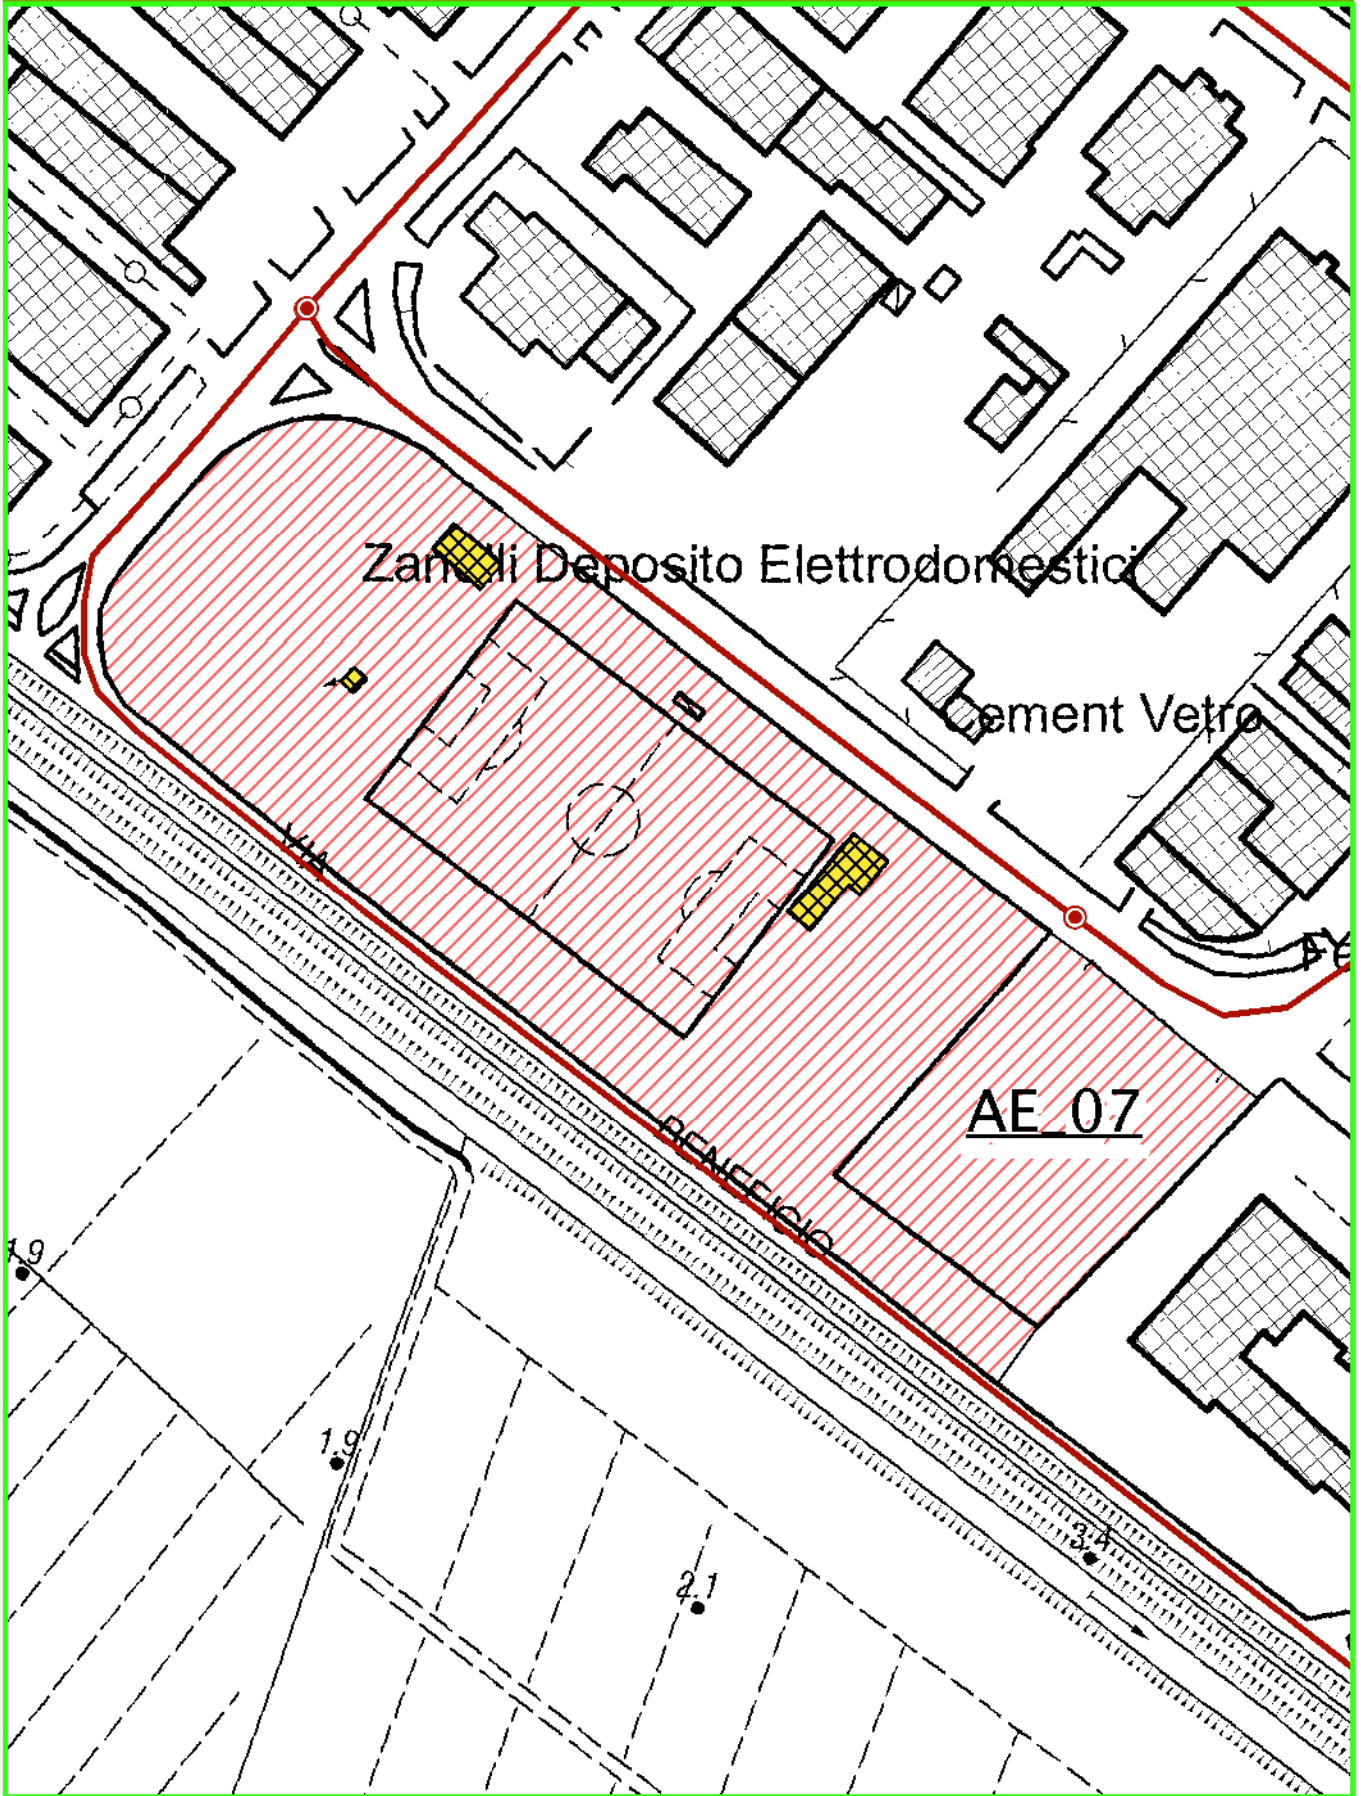 Zanelli Deposito Elettrodomestici
Cement Vetro
VIA
AE_07
BENEFICIO
1.9
1.9
3.4
2.1